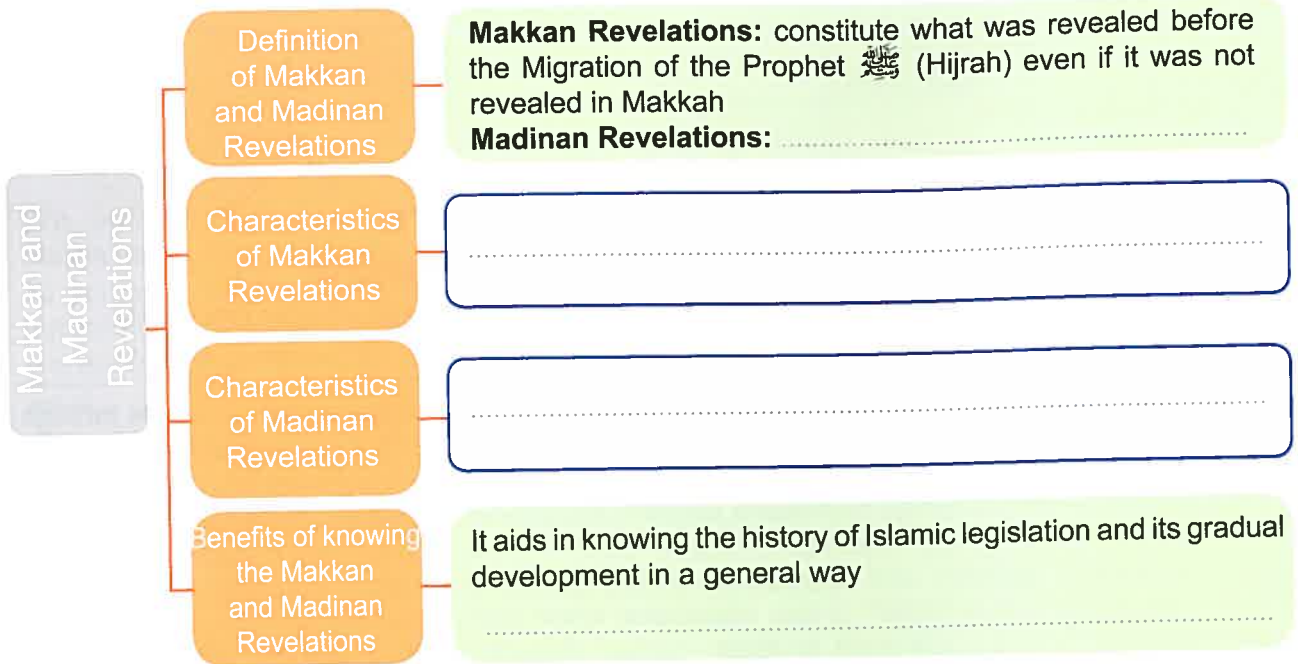 Makkan and
Madinan
Revelations
Definition
of Makkan
and Madinan
Revelations
Makkan Revelations: constitute what was revealed before
the Migration of the Prophet ﷺ (Hijrah) even if it was not
revealed in Makkah
Madinan Revelations: ........................................
Characteristics
of Makkan
Revelations
Characteristics
of Madinan
Revelations
Benefits of knowing
the Makkan
and Madinan
Revelations
It aids in knowing the history of Islamic legislation and its gradual
development in a general way